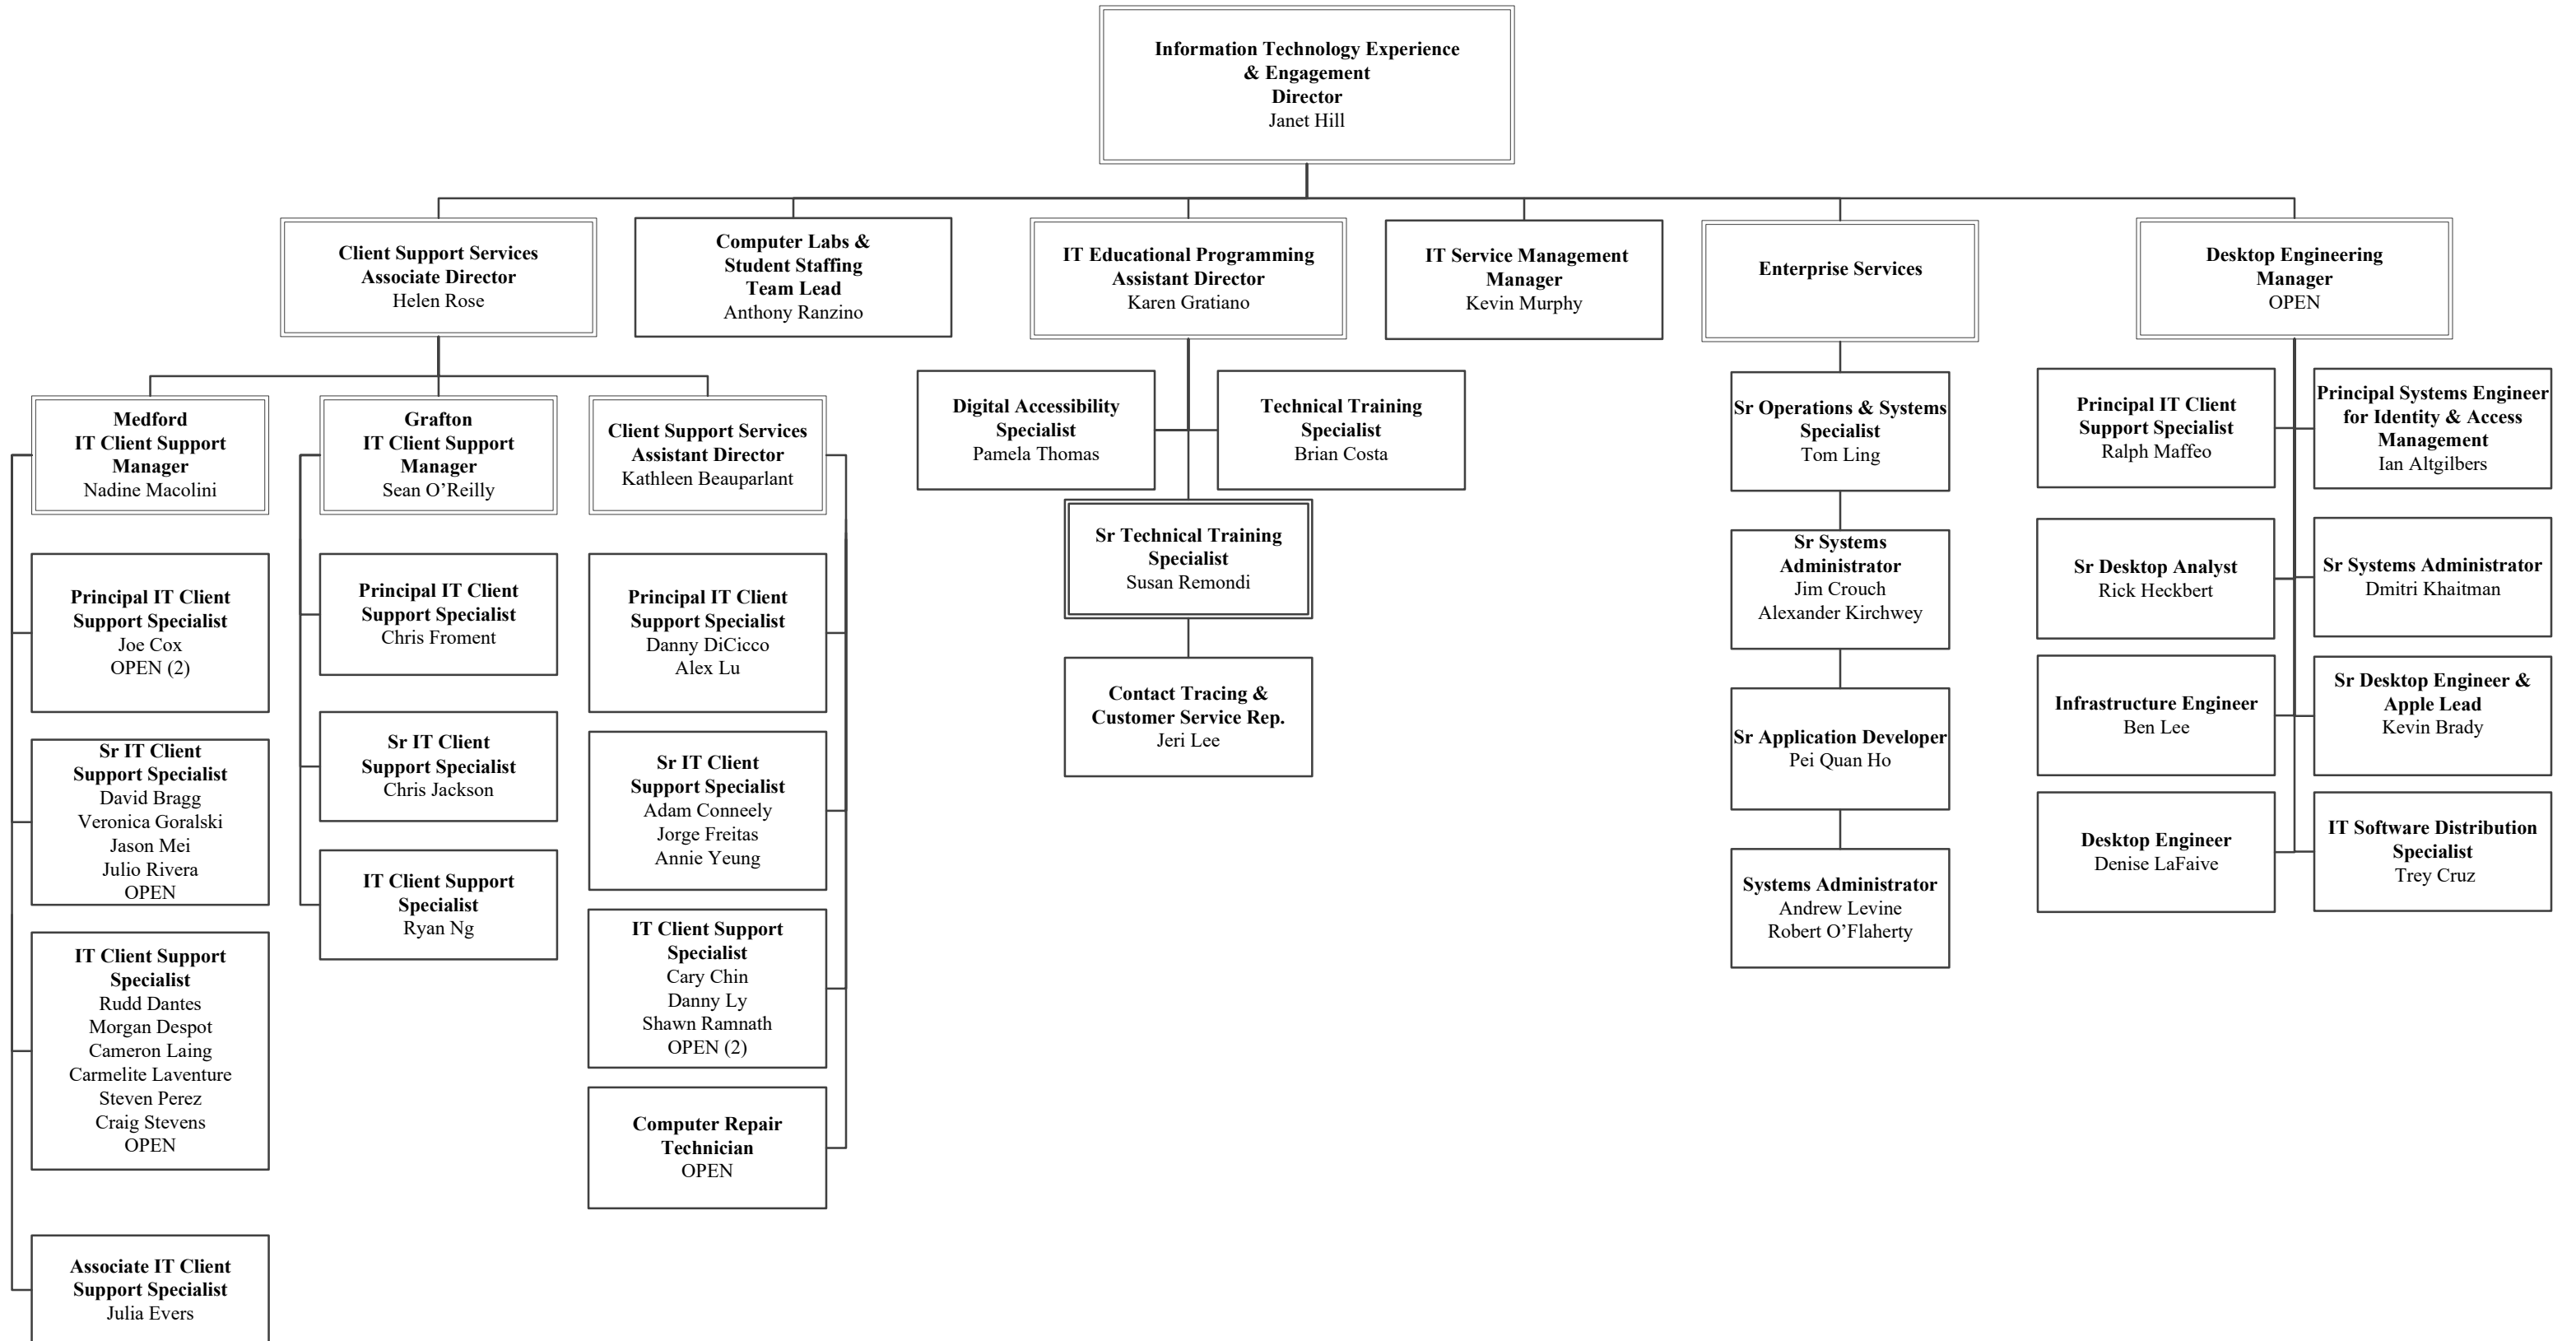 Information Technology Experience
& Engagement
Director
Janet Hill
Client Support Services
Associate Director
Helen Rose
Computer Labs &
Student Staffing
Team Lead
Anthony Ranzino
IT Educational Programming
Assistant Director
Karen Gratiano
IT Service Management
Manager
Kevin Murphy
Enterprise Services
Desktop Engineering
Manager
OPEN
Medford
IT Client Support
Manager
Nadine Macolini
Principal IT Client
Support Specialist
Joe Cox
OPEN (2)
Sr IT Client
Support Specialist
David Bragg
Veronica Goralski
Jason Mei
Julio Rivera
OPEN
IT Client Support
Specialist
Rudd Dantes
Morgan Despot
Cameron Laing
Carmelite Laventure
Steven Perez
Craig Stevens
OPEN
Associate IT Client
Support Specialist
Julia Evers
Grafton
IT Client Support
Manager
Sean O’Reilly
Principal IT Client
Support Specialist
Chris Froment
Sr IT Client
Support Specialist
Chris Jackson
IT Client Support
Specialist
Ryan Ng
Client Support Services
Assistant Director
Kathleen Beauparlant
Principal IT Client
Support Specialist
Danny DiCicco
Alex Lu
Sr IT Client
Support Specialist
Adam Conneely
Jorge Freitas
Annie Yeung
IT Client Support
Specialist
Cary Chin
Danny Ly
Shawn Ramnath
OPEN (2)
Computer Repair
Technician
OPEN
Digital Accessibility
Specialist
Pamela Thomas
Technical Training
Specialist
Brian Costa
Sr Technical Training
Specialist
Susan Remondi
Contact Tracing &
Customer Service Rep.
Jeri Lee
Sr Operations & Systems
Specialist
Tom Ling
Sr Systems
Administrator
Jim Crouch
Alexander Kirchwey
Sr Application Developer
Pei Quan Ho
Systems Administrator
Andrew Levine
Robert O’Flaherty
Principal IT Client
Support Specialist
Ralph Maffeo
Principal Systems Engineer
for Identity & Access
Management
Ian Altgilbers
Sr Desktop Analyst
Rick Heckbert
Sr Systems Administrator
Dmitri Khaitman
Infrastructure Engineer
Ben Lee
Sr Desktop Engineer &
Apple Lead
Kevin Brady
Desktop Engineer
Denise LaFaive
IT Software Distribution
Specialist
Trey Cruz